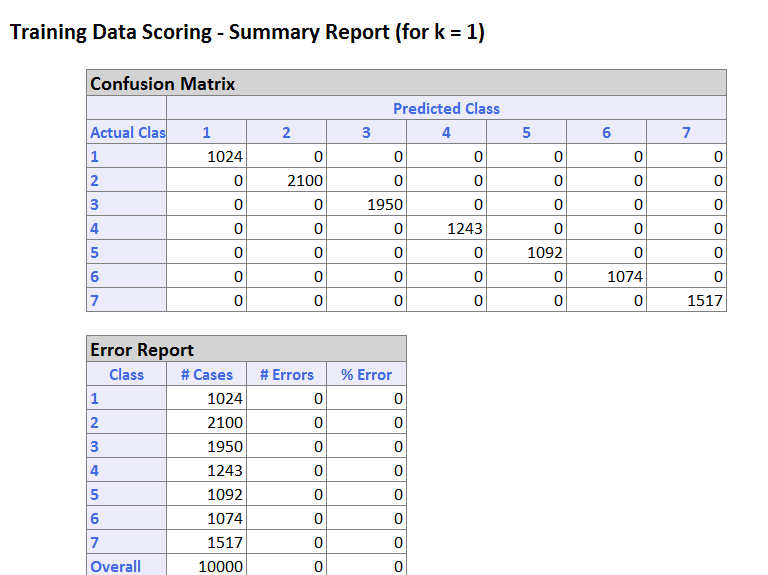 Training Data Scoring - Summary Report (for k = 1)
Confusion Matrix
Predicted Class
Actual Clas 1 2 3 4 5 6 7
1 1024 0 0 0 0 0 0
2 0 2100 0 0 0 0 0
3 0 0 1950 0 0 0 0
4 0 0 0 1243 0 0 0
5 0 0 0 0 1092 0 0
6 0 0 0 0 0 1074 0
7 0 0 0 0 0 0 1517
Error Report
Class # Cases # Errors % Error
1 1024 0 0
2 2100 0 0
3 1950 0 0
4 1243 0 0
5 1092 0 0
6 1074 0 0
7 1517 0 0
Overall 10000 0 0